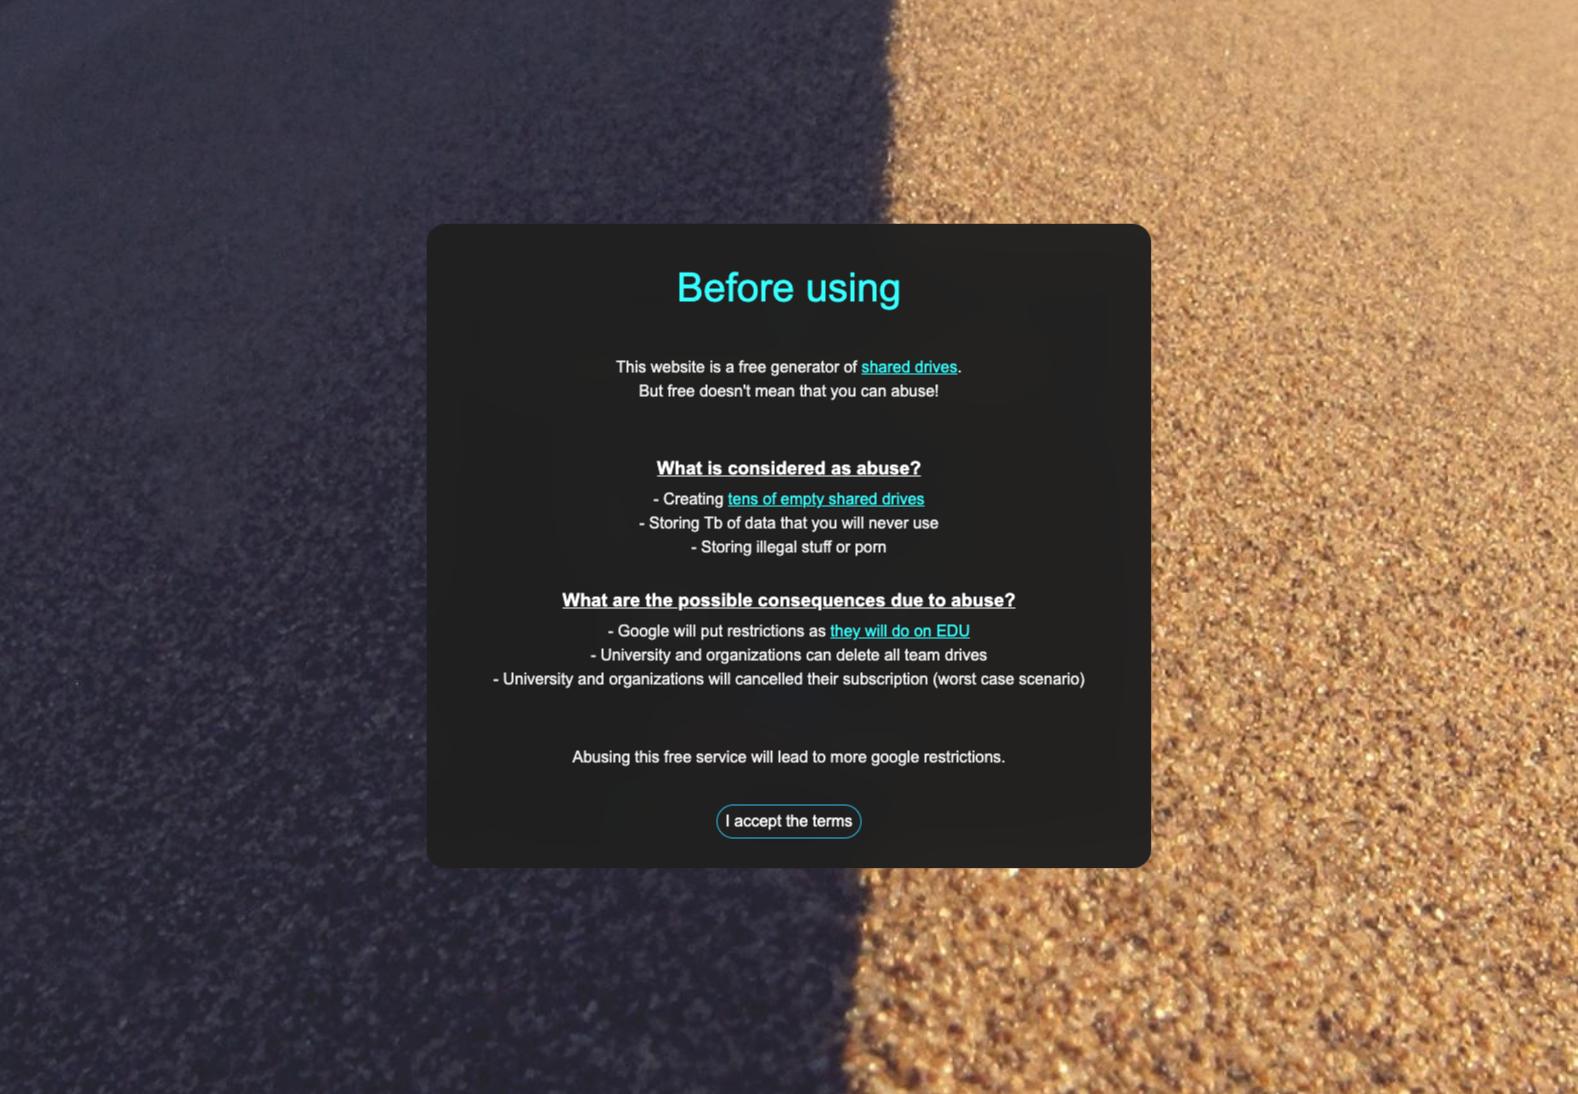 Before using
This website is a free generator of shared drives.
But free doesn't mean that you can abuse!
What is considered as abuse?
- Creating tens of empty shared drives
- Storing Tb of data that you will never use
- Storing illegal stuff or porn
What are the possible consequences due to abuse?
- Google will put restrictions as they will do on EDU
- University and organizations can delete all team drives
- University and organizations will cancelled their subscription (worst case scenario)
Abusing this free service will lead to more google restrictions.
I accept the terms